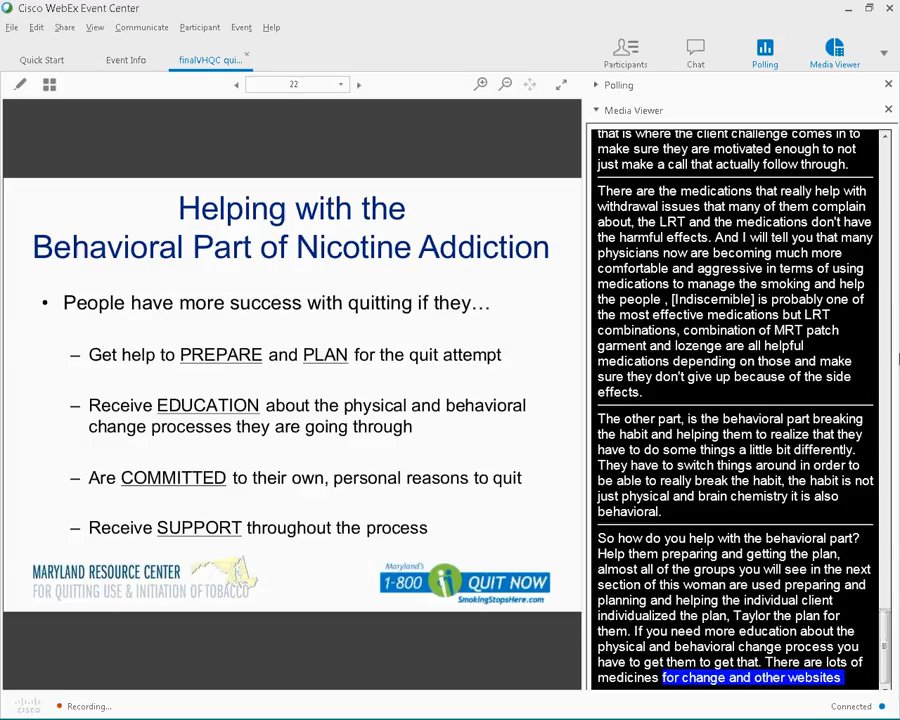 Cisco WebEx Event Center
File Edit Share View Communicate Participant Event Help
Quick Start Event Info finalVHQC qui...
Participants Chat Polling Media Viewer
22
Polling
Media Viewer
Helping with the
Behavioral Part of Nicotine Addiction
• People have more success with quitting if they…
– Get help to PREPARE and PLAN for the quit attempt
– Receive EDUCATION about the physical and behavioral
change processes they are going through
– Are COMMITTED to their own, personal reasons to quit
– Receive SUPPORT throughout the process
MARYLAND RESOURCE CENTER
FOR QUITTING USE & INITIATION OF TOBACCO
Maryland's
1-800 QUIT NOW
SmokingStopsHere.com
that is where the client challenge comes in to
make sure they are motivated enough to not
just make a call that actually follow through.
There are the medications that really help with
withdrawal issues that many of them complain
about, the LRT and the medications don't have
the harmful effects. And I will tell you that many
physicians now are becoming much more
comfortable and aggressive in terms of using
medications to manage the smoking and help
the people , [Indiscernible] is probably one of
the most effective medications but LRT
combinations, combination of MRT patch
garment and lozenge are all helpful
medications depending on those and make
sure they don't give up because of the side
effects.
The other part, is the behavioral part breaking
the habit and helping them to realize that they
have to do some things a little bit differently.
They have to switch things around in order to
be able to really break the habit, the habit is not
just physical and brain chemistry it is also
behavioral.
So how do you help with the behavioral part?
Help them preparing and getting the plan,
almost all of the groups you will see in the next
section of this woman are used preparing and
planning and helping the individual client
individualized the plan, Taylor the plan for
them. If you need more education about the
physical and behavioral change process you
have to get them to get that. There are lots of
medicines for change and other websites
cisco
Recording...
Connected